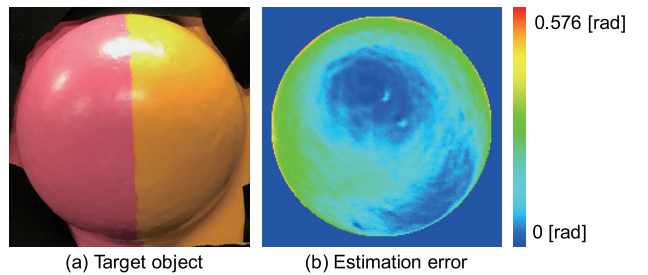 0.576 [rad]
0 [rad]
(a) Target object
(b) Estimation error